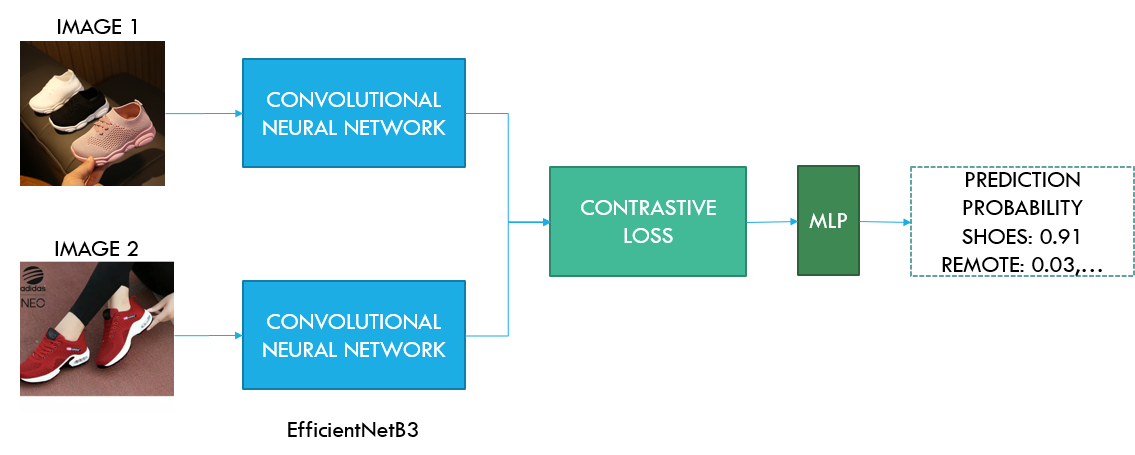 IMAGE 1
CONVOLUTIONAL
NEURAL NETWORK
IMAGE 2
adidas
NEO
CONVOLUTIONAL
NEURAL NETWORK
EfficientNetB3
CONTRASTIVE
LOSS
MLP
PREDICTION
PROBABILITY
SHOES: 0.91
REMOTE: 0.03,...